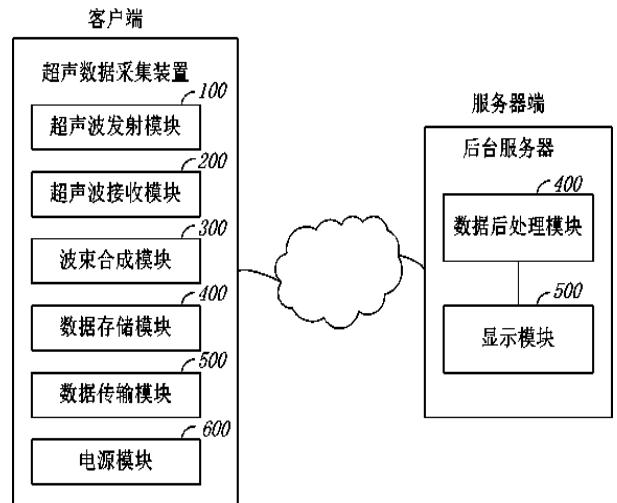 客户端
超声数据采集装置
100
超声波发射模块
200
超声波接收模块
300
波束合成模块
400
数据存储模块
500
数据传输模块
600
电源模块
服务器端
后台服务器
400
数据后处理模块
500
显示模块